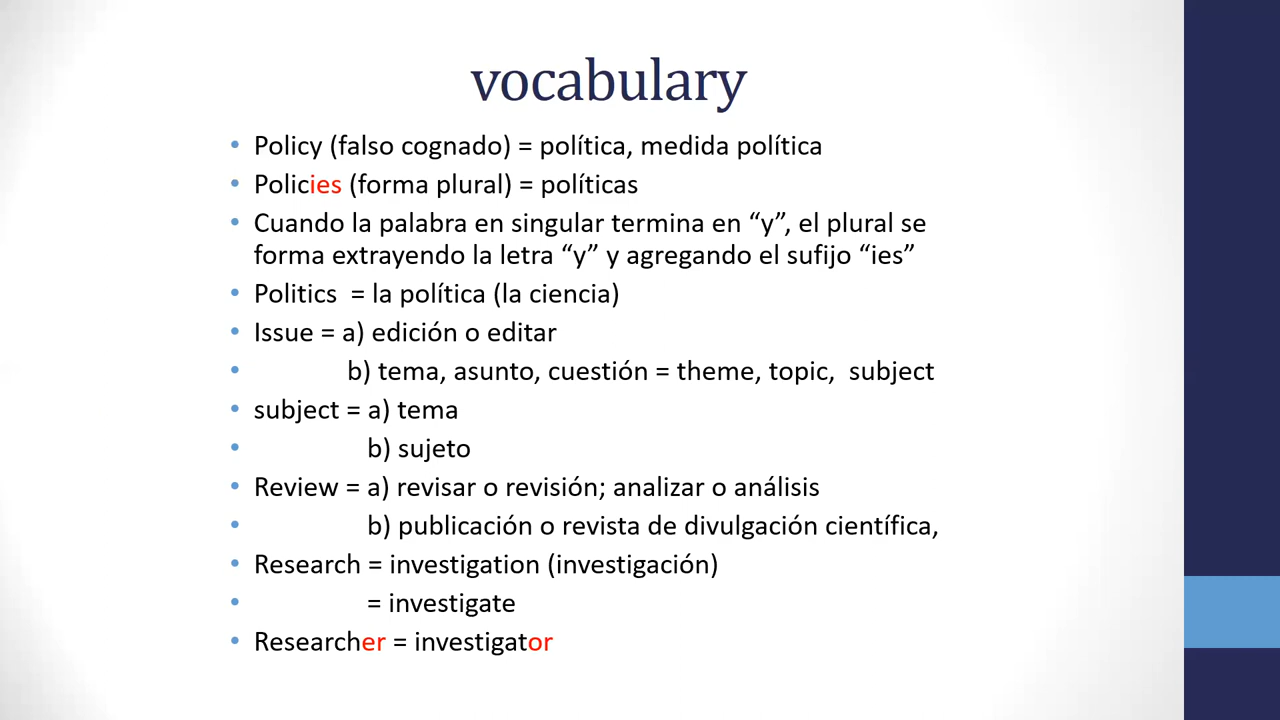 vocabulary
• Policy (falso cognado) = política, medida política
• Policies (forma plural) = políticas
• Cuando la palabra en singular termina en “y”, el plural se
forma extrayendo la letra “y” y agregando el sufijo “ies”
• Politics = la política (la ciencia)
• Issue = a) edición o editar
• b) tema, asunto, cuestión = theme, topic, subject
• subject = a) tema
• b) sujeto
• Review = a) revisar o revisión; analizar o análisis
• b) publicación o revista de divulgación científica,
• Research = investigation (investigación)
• = investigate
• Researcher = investigator